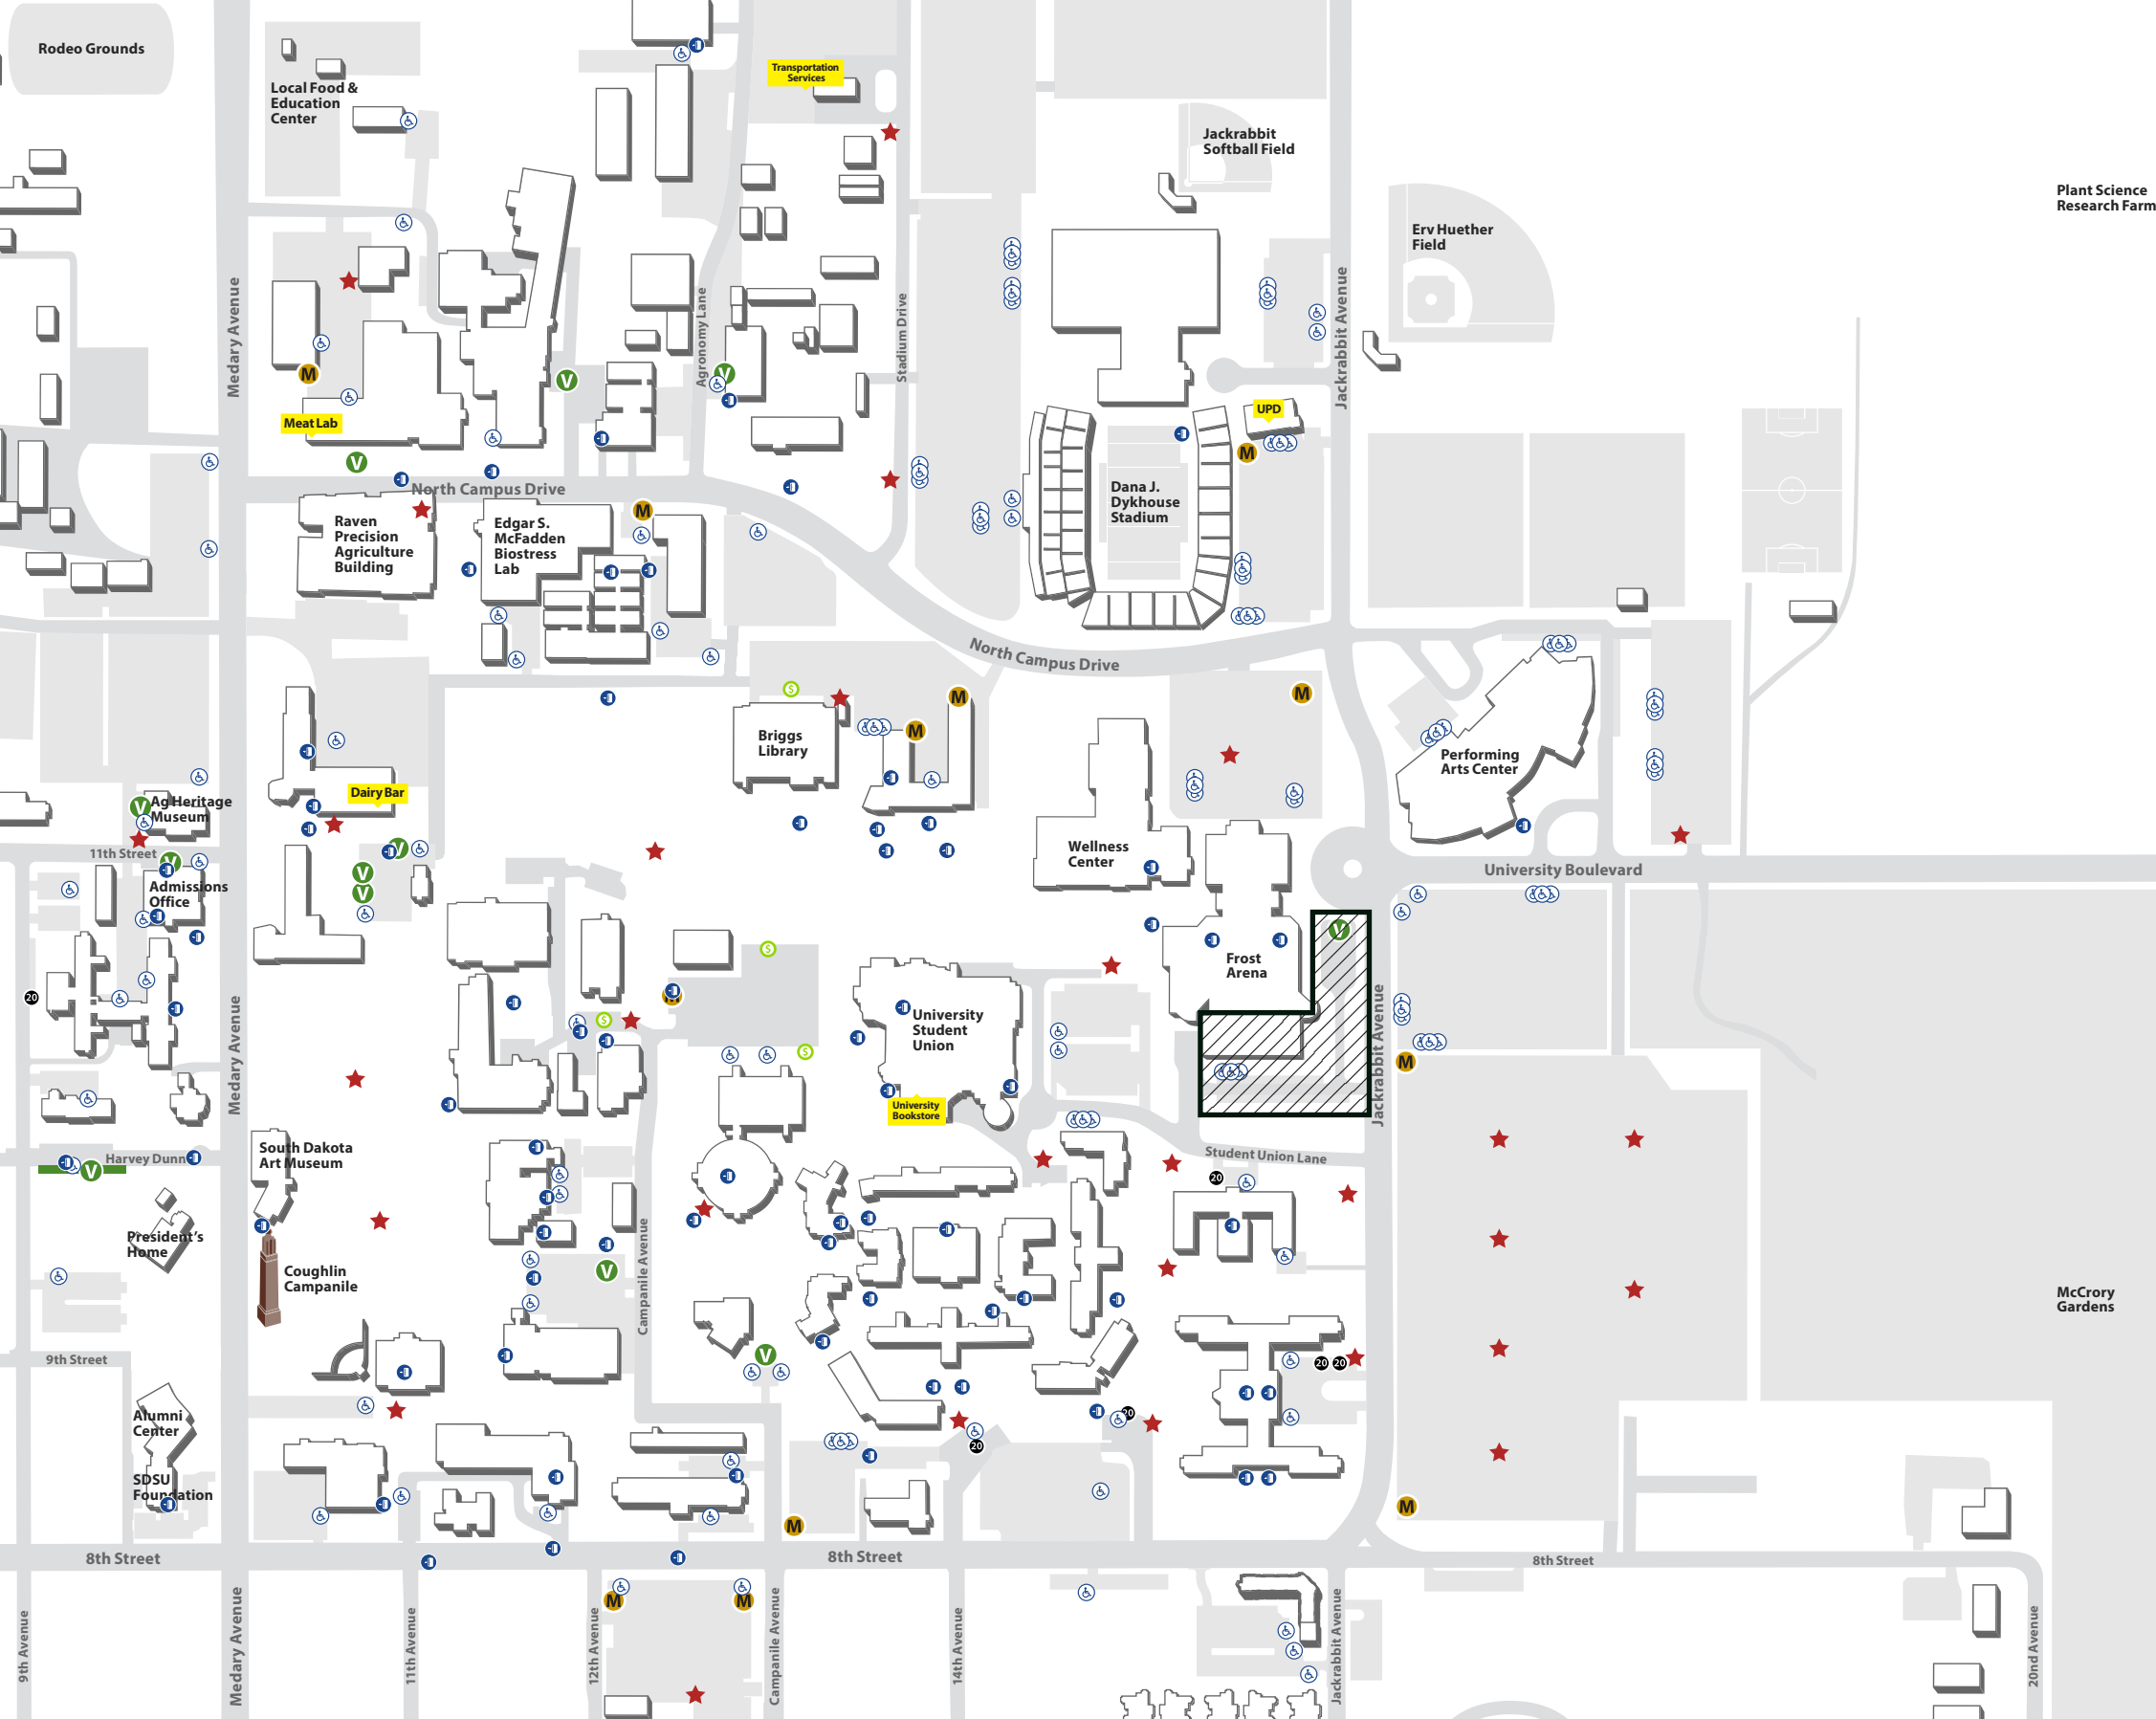 Rodeo Grounds
Local Food &
Education
Center
Transportation
Services
Jackrabbit
Softball Field
Plant Science
Research Farm
Erv Huether
Field
Medary Avenue
Agronomy Lane
Stadium Drive
Jackrabbit Avenue
V
M
V
Meat Lab
UPD
V
M
North Campus Drive
Raven
Precision
Agriculture
Building
Edgar S.
McFadden
Biostress
Lab
M
Dana J.
Dykhouse
Stadium
North Campus Drive
S
M
M
M
Briggs
Library
Performing
Arts Center
Dairy Bar
V
Ag Heritage
Museum
11th Street
V
V
V
V
Admissions
Office
Wellness
Center
University Boulevard
V
S
Frost
Arena
20
M
Medary Avenue
S
University
Student
Union
S
Jackrabbit Avenue
M
University
Bookstore
South Dakota
Art Museum
Harvey Dunn
V
Student Union Lane
20
President's
Home
Coughlin
Campanile
V
Campanile Avenue
McCrory
Gardens
9th Street
V
20
20
Alumni
Center
20
20
SDSU
Foundation
M
M
8th Street
8th Street
8th Street
M
M
9th Avenue
Medary Avenue
11th Avenue
12th Avenue
Campanile Avenue
14th Avenue
Jackrabbit Avenue
20nd Avenue